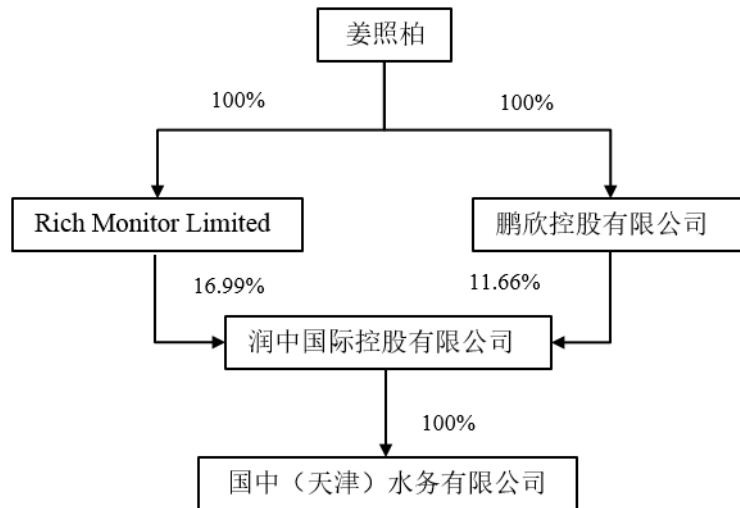 姜照柏
100%
100%
Rich Monitor Limited
鹏欣控股有限公司
16.99%
11.66%
润中国际控股有限公司
100%
国中（天津）水务有限公司